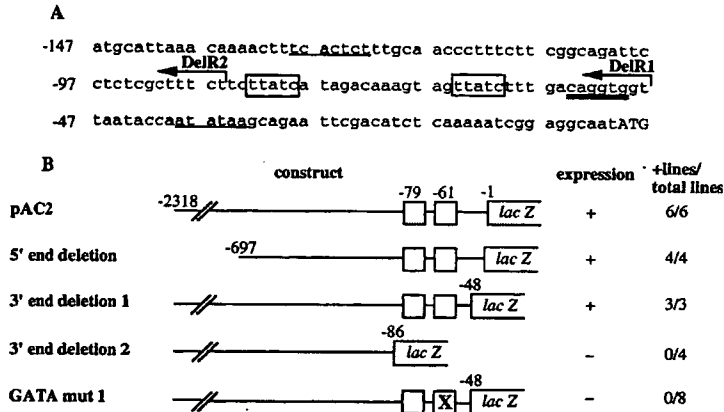 A
-147 atgcattaaa caaaactttc cactcttgca accctttctt cggcagattc
DelR2 DelR1
-97 ctctcgcttt cttcttatca tagacaaagt agttatcttt gacaggtggt
-47 taataccaat ataagcagaa ttcgacatct caaaaatcgg aggcaatATG
B construct expression +lines/
total lines
pAC2 -2318 -79 -61 -1 lac Z + 6/6
5' end deletion -697 lac Z + 4/4
3' end deletion 1 -48 lac Z + 3/3
3' end deletion 2 -86 lac Z - 0/4
GATA mut 1 X -48 lac Z - 0/8